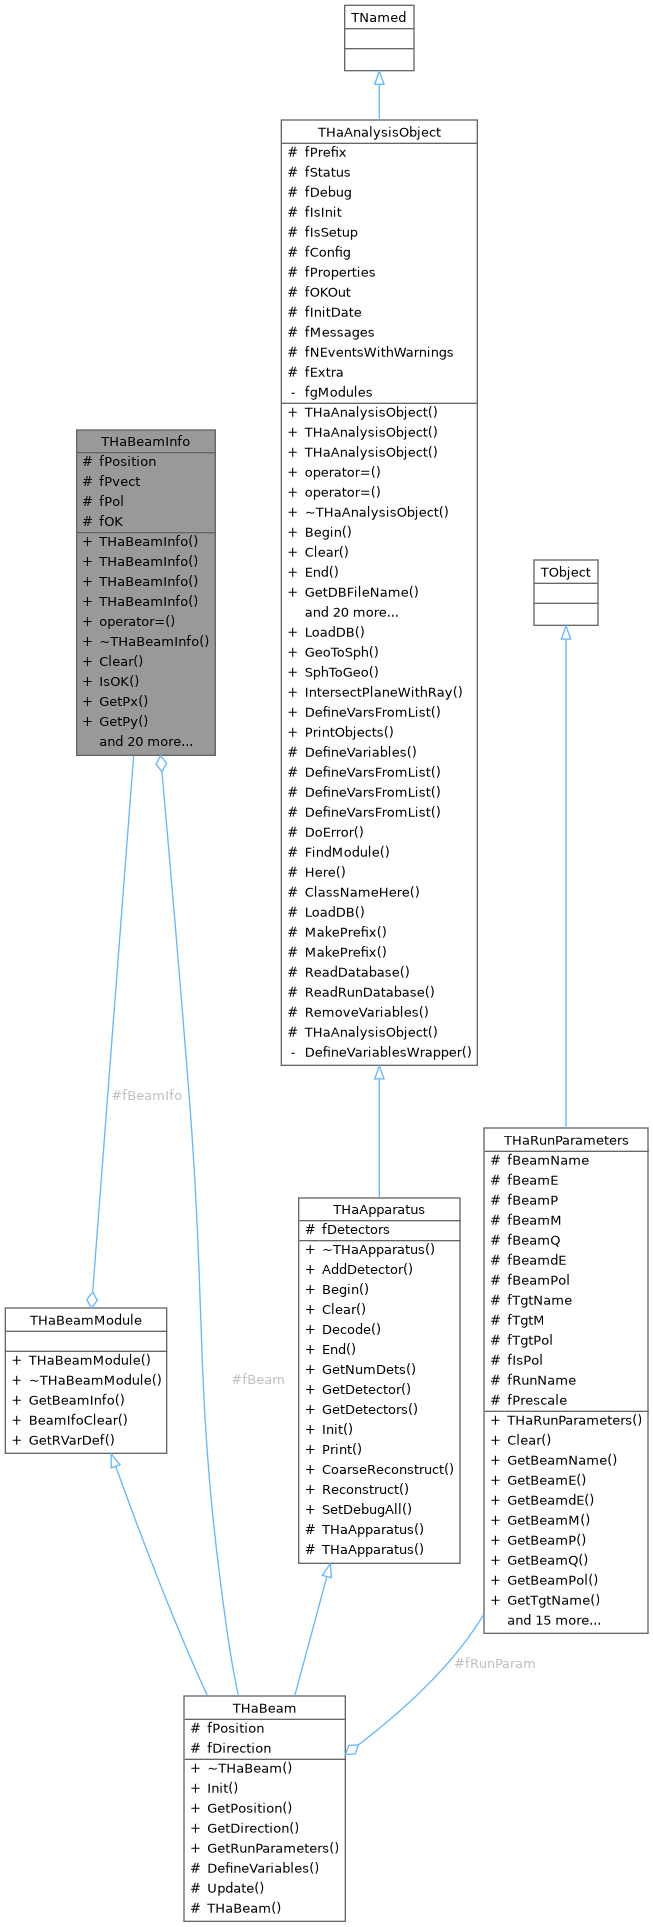 TNamed
THaAnalysisObject
# fPrefix
# fStatus
# fDebug
# fIsInit
# fIsSetup
# fConfig
# fProperties
# fOKOut
# fInitDate
# fMessages
# fNEventsWithWarnings
# fExtra
- fgModules
+ THaAnalysisObject()
+ THaAnalysisObject()
+ THaAnalysisObject()
+ operator=()
+ operator=()
+ ~THaAnalysisObject()
+ Begin()
+ Clear()
+ End()
+ GetDBFileName()
and 20 more...
+ LoadDB()
+ GeoToSph()
+ SphToGeo()
+ IntersectPlaneWithRay()
+ DefineVarsFromList()
+ PrintObjects()
# DefineVariables()
# DefineVarsFromList()
# DefineVarsFromList()
# DefineVarsFromList()
# DoError()
# FindModule()
# Here()
# ClassNameHere()
# LoadDB()
# MakePrefix()
# MakePrefix()
# ReadDatabase()
# ReadRunDatabase()
# RemoveVariables()
# THaAnalysisObject()
- DefineVariablesWrapper()
THaBeamInfo
# fPosition
# fPvect
# fPol
# fOK
+ THaBeamInfo()
+ THaBeamInfo()
+ THaBeamInfo()
+ THaBeamInfo()
+ operator=()
+ ~THaBeamInfo()
+ Clear()
+ IsOK()
+ GetPx()
+ GetPy()
and 20 more...
TObject
#fBeamIfo
THaRunParameters
# fBeamName
# fBeamE
# fBeamP
# fBeamM
# fBeamQ
# fBeamdE
# fBeamPol
# fTgtName
# fTgtM
# fTgtPol
# fIsPol
# fRunName
# fPrescale
+ THaRunParameters()
+ Clear()
+ GetBeamName()
+ GetBeamE()
+ GetBeamdE()
+ GetBeamM()
+ GetBeamP()
+ GetBeamQ()
+ GetBeamPol()
+ GetTgtName()
and 15 more...
THaApparatus
# fDetectors
+ ~THaApparatus()
+ AddDetector()
+ Begin()
+ Clear()
+ Decode()
+ End()
+ GetNumDets()
+ GetDetector()
+ GetDetectors()
+ Init()
+ Print()
+ CoarseReconstruct()
+ Reconstruct()
+ SetDebugAll()
# THaApparatus()
# THaApparatus()
THaBeamModule
+ THaBeamModule()
+ ~THaBeamModule()
+ GetBeamInfo()
+ BeamIfoClear()
+ GetRVarDef()
#fBeam
#fRunParam
THaBeam
# fPosition
# fDirection
+ ~THaBeam()
+ Init()
+ GetPosition()
+ GetDirection()
+ GetRunParameters()
# DefineVariables()
# Update()
# THaBeam()